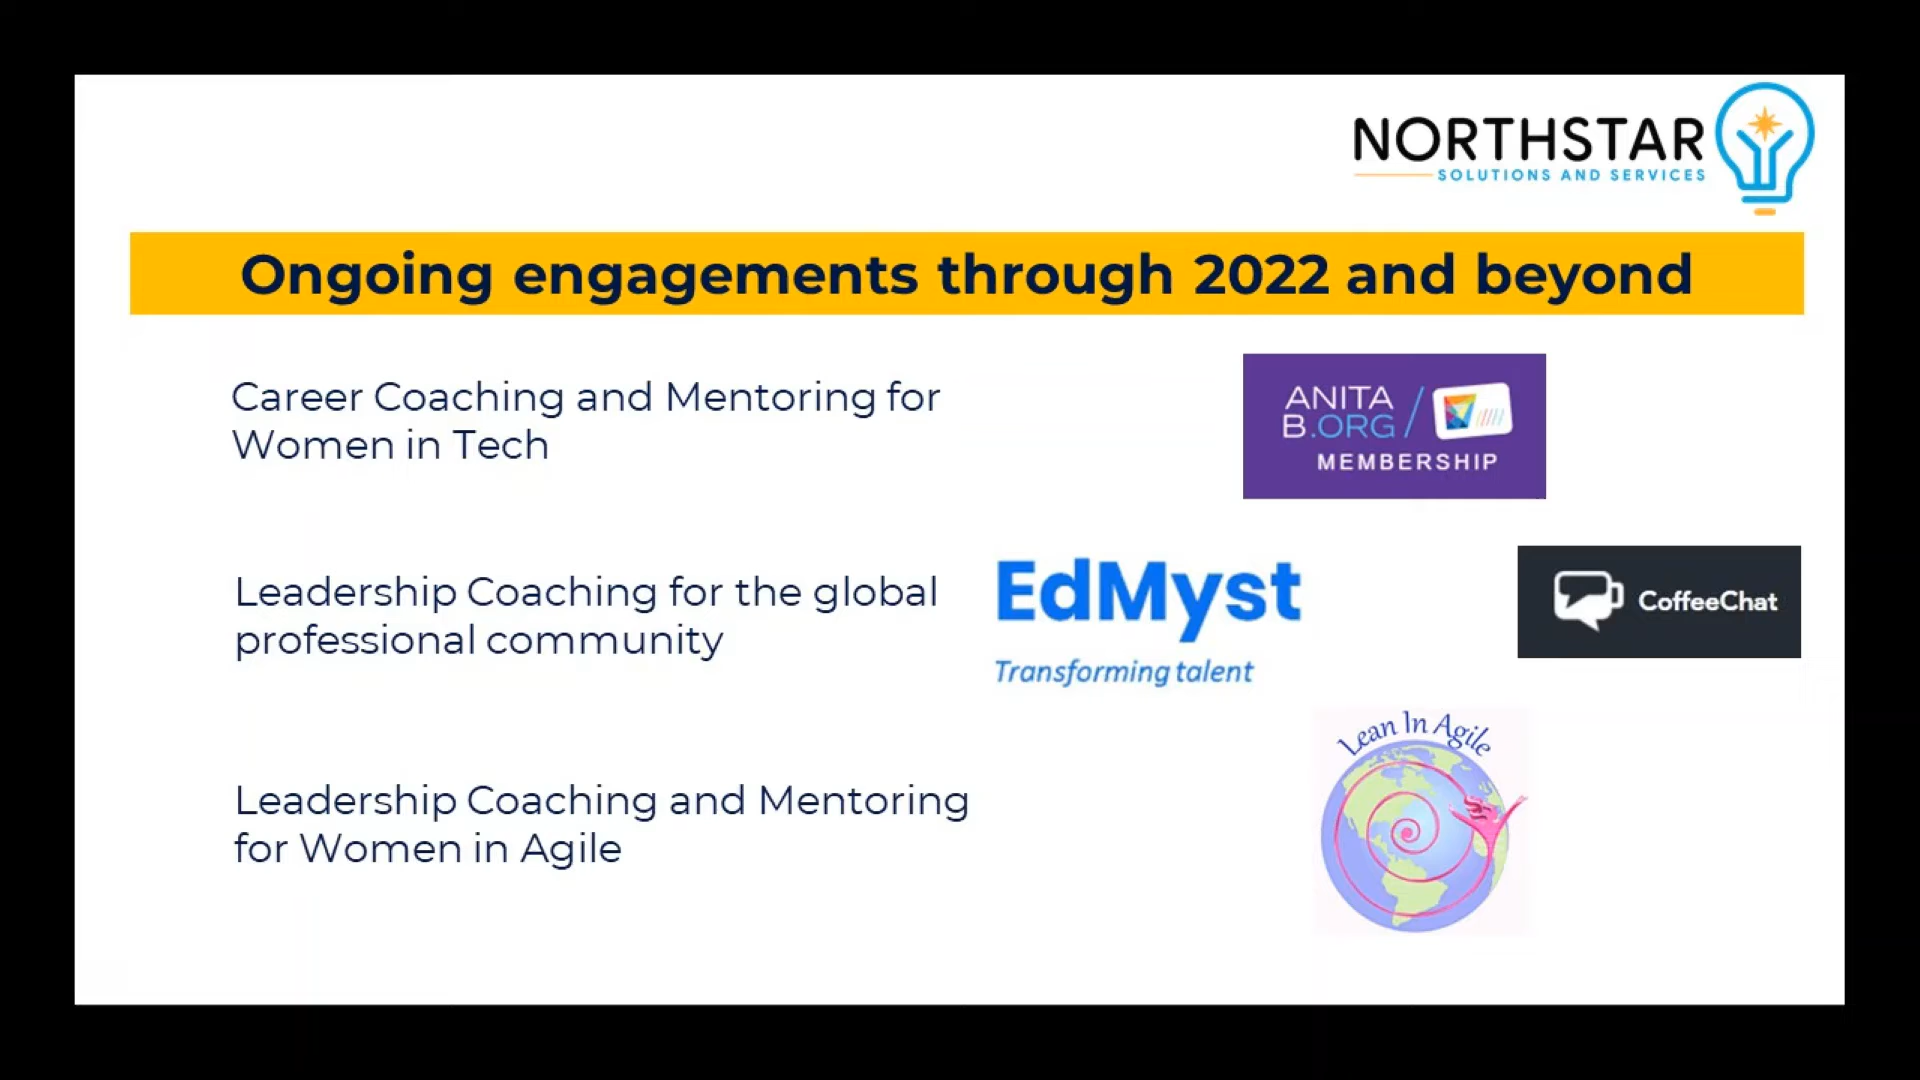 NORTHSTAR
SOLUTIONS AND SERVICES
Ongoing engagements through 2022 and beyond
Career Coaching and Mentoring for
Women in Tech
ANITA
B.ORG
MEMBERSHIP
Leadership Coaching for the global
professional community
EdMyst
Transforming talent
CoffeeChat
Lean In Agile
Leadership Coaching and Mentoring
for Women in Agile